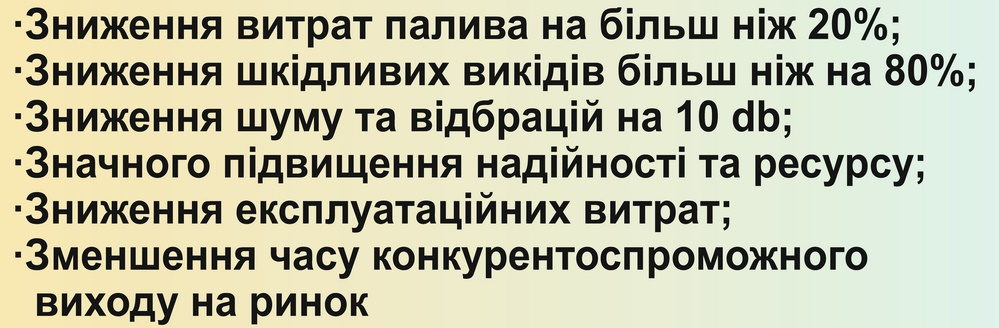 ·Зниження витрат палива на більш ніж 20%;
·Зниження шкідливих викідів більш ніж на 80%;
·Зниження шуму та відбрацій на 10 db;
·Значного підвищення надійності та ресурсу;
·Зниження експлуатаційних витрат;
·Зменшення часу конкурентоспроможного
виходу на ринок